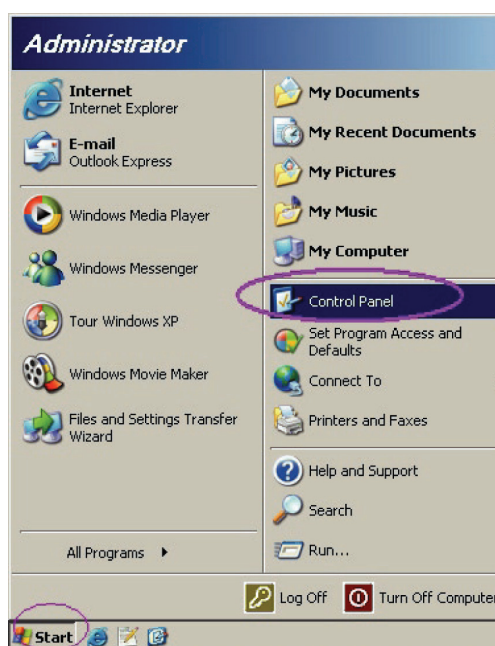 Administrator
Internet
Internet Explorer
E-mail
Outlook Express
Windows Media Player
Windows Messenger
Tour Windows XP
Windows Movie Maker
Files and Settings Transfer
Wizard
All Programs
My Documents
My Recent Documents
My Pictures
My Music
My Computer
Control Panel
Set Program Access and
Defaults
Connect To
Printers and Faxes
Help and Support
Search
Run...
Log Off
Turn Off Computer
Start